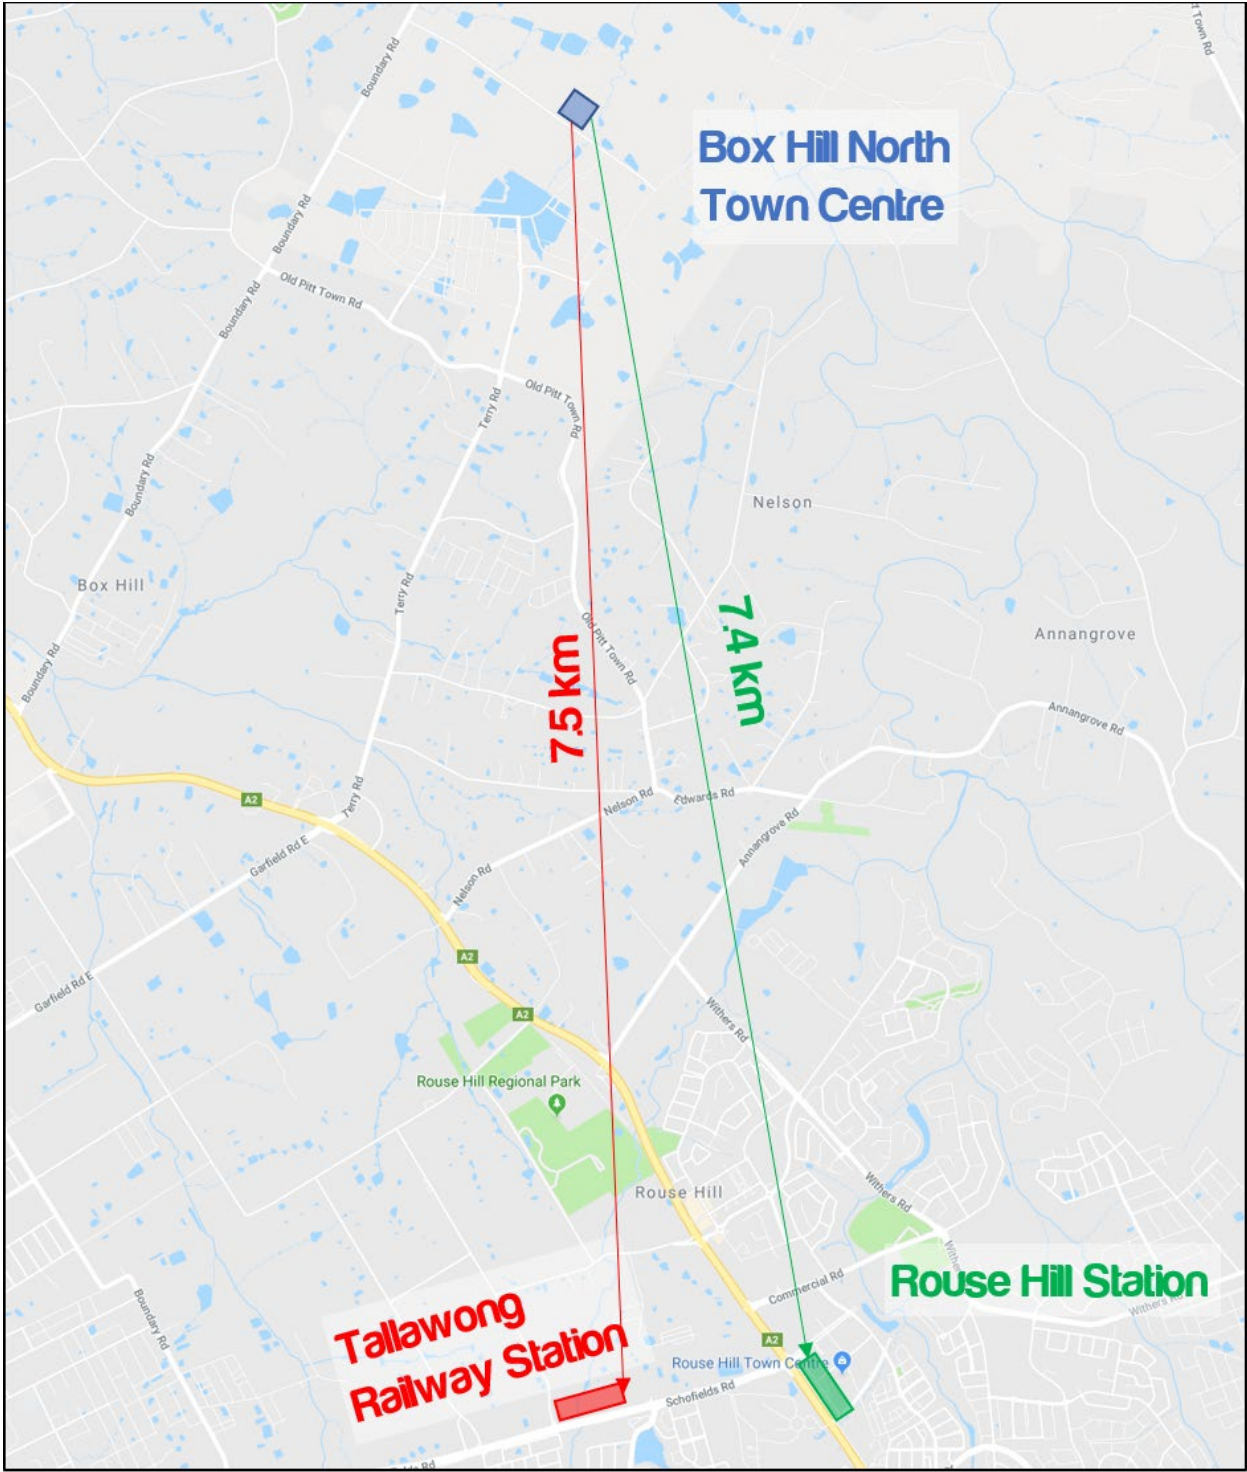 t Town Rd
Boundary Rd
Box Hill North
Town Centre
Boundary Rd
Old Pitt Town Rd
Boundary Rd
Old Pitt Town Rd
Terry Rd
Boundary Rd
Nelson
Box Hill
Terry Rd
7.4 km
Old Pitt Town Rd
Annangrove
7.5 km
Boundary Rd
Annangrove Rd
Terry Rd
Nelson Rd
Edwards Rd
A2
Annangrove Rd
Garfield Rd E
Nelson Rd
A2
Garfield Rd E
A2
Withers Rd
Rouse Hill Regional Park
Rouse Hill
Withers Rd
Rouse Hill Station
Commercial Rd
Withers Rd
Boundary Rd
Tallawong
Railway Station
A2
Rouse Hill Town Centre
Schofields Rd